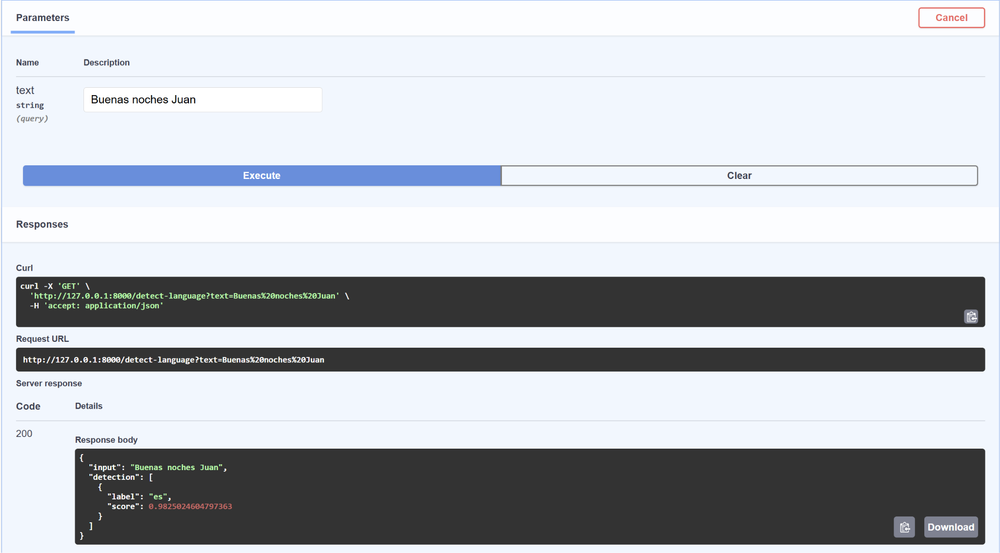 Parameters
Cancel
Name Description
text
string
(query)
Buenas noches Juan
Execute
Clear
Responses
Curl
curl -X 'GET' \
  'http://127.0.0.1:8000/detect-language?text=Buenas%20noches%20Juan' \
  -H 'accept: application/json'
Request URL
http://127.0.0.1:8000/detect-language?text=Buenas%20noches%20Juan
Server response
Code Details
200
Response body
{
  "input": "Buenas noches Juan",
  "detection": [
    {
      "label": "es",
      "score": 0.9825024604797363
    }
  ]
}
Download